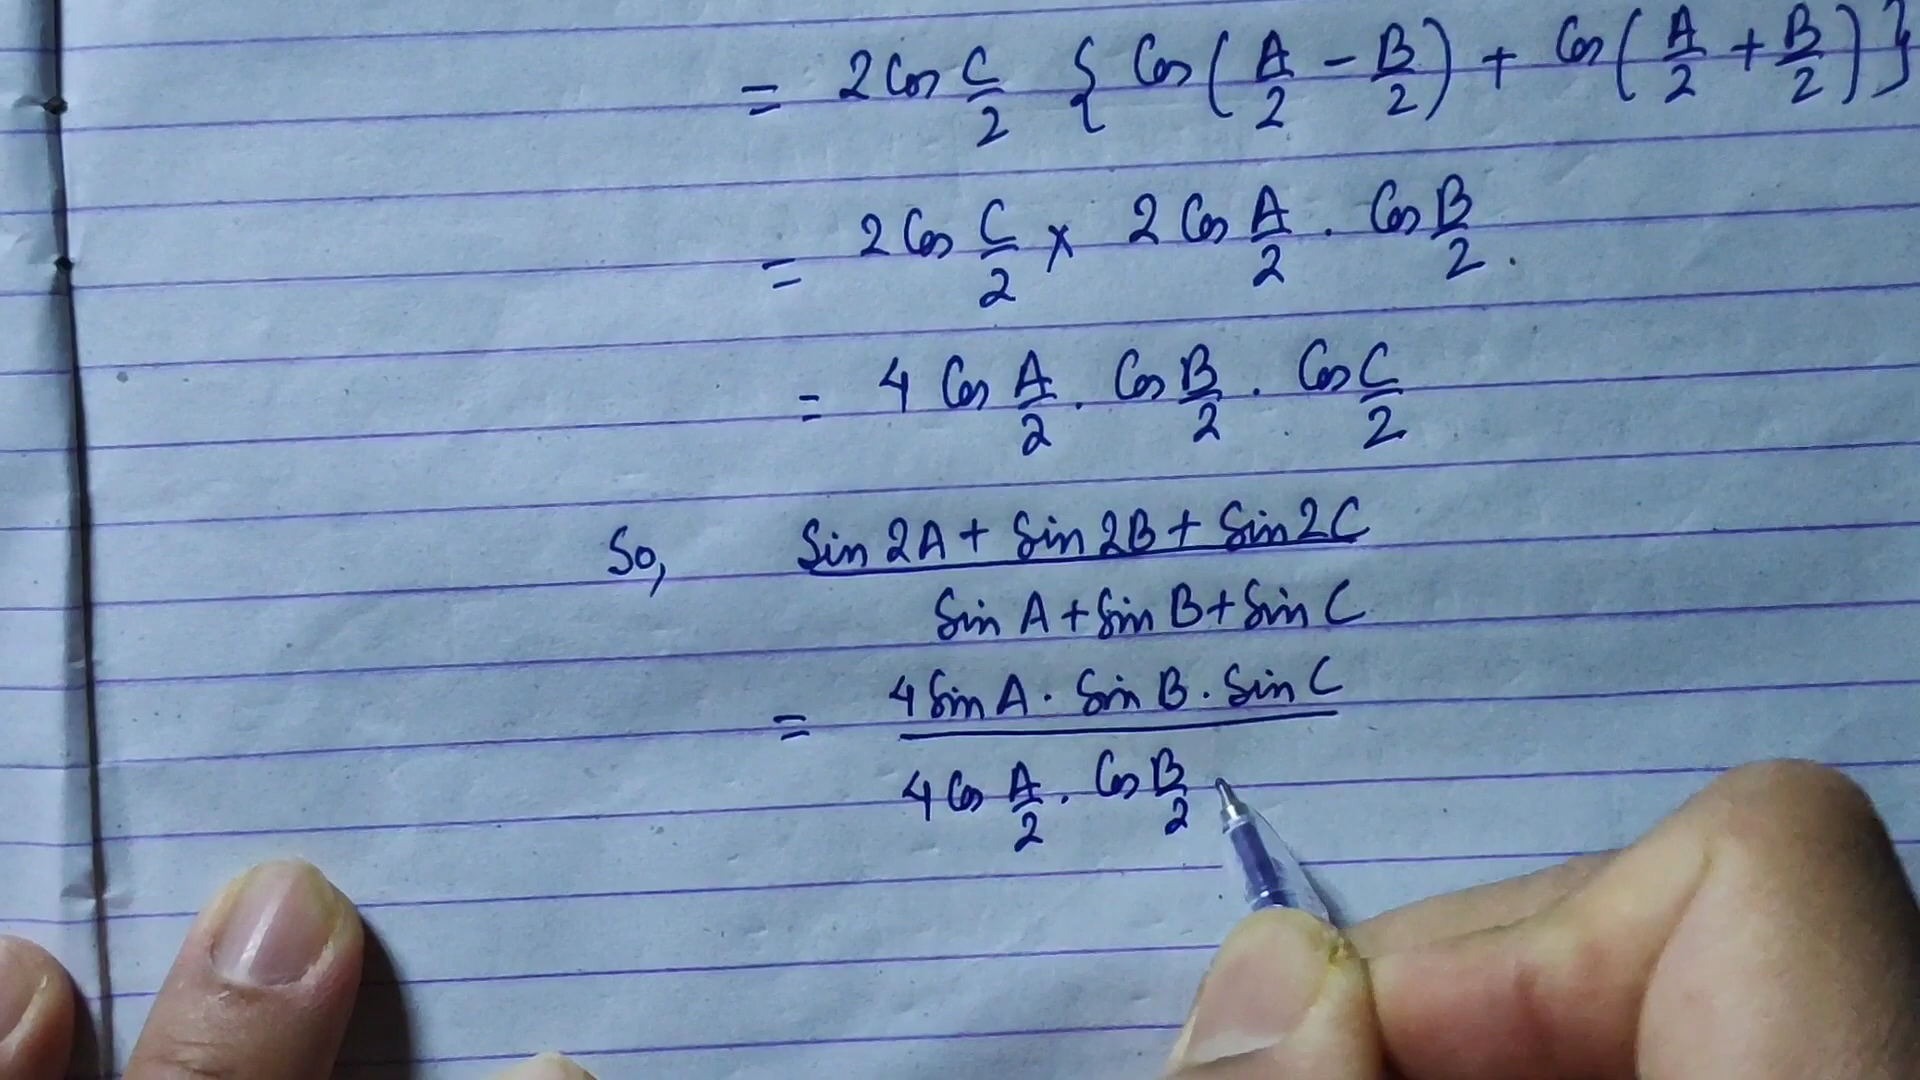 = 2 Cos C/2 { Cos ( A/2 - B/2 ) + Cos ( A/2 + B/2 ) }
= 2 Cos C/2 × 2 Cos A/2 . Cos B/2 .
= 4 Cos A/2 . Cos B/2 . Cos C/2
So, Sin 2A + Sin 2B + Sin 2C
Sin A + Sin B + Sin C
= 4 Sin A . Sin B . Sin C
4 Cos A/2 . Cos B/2